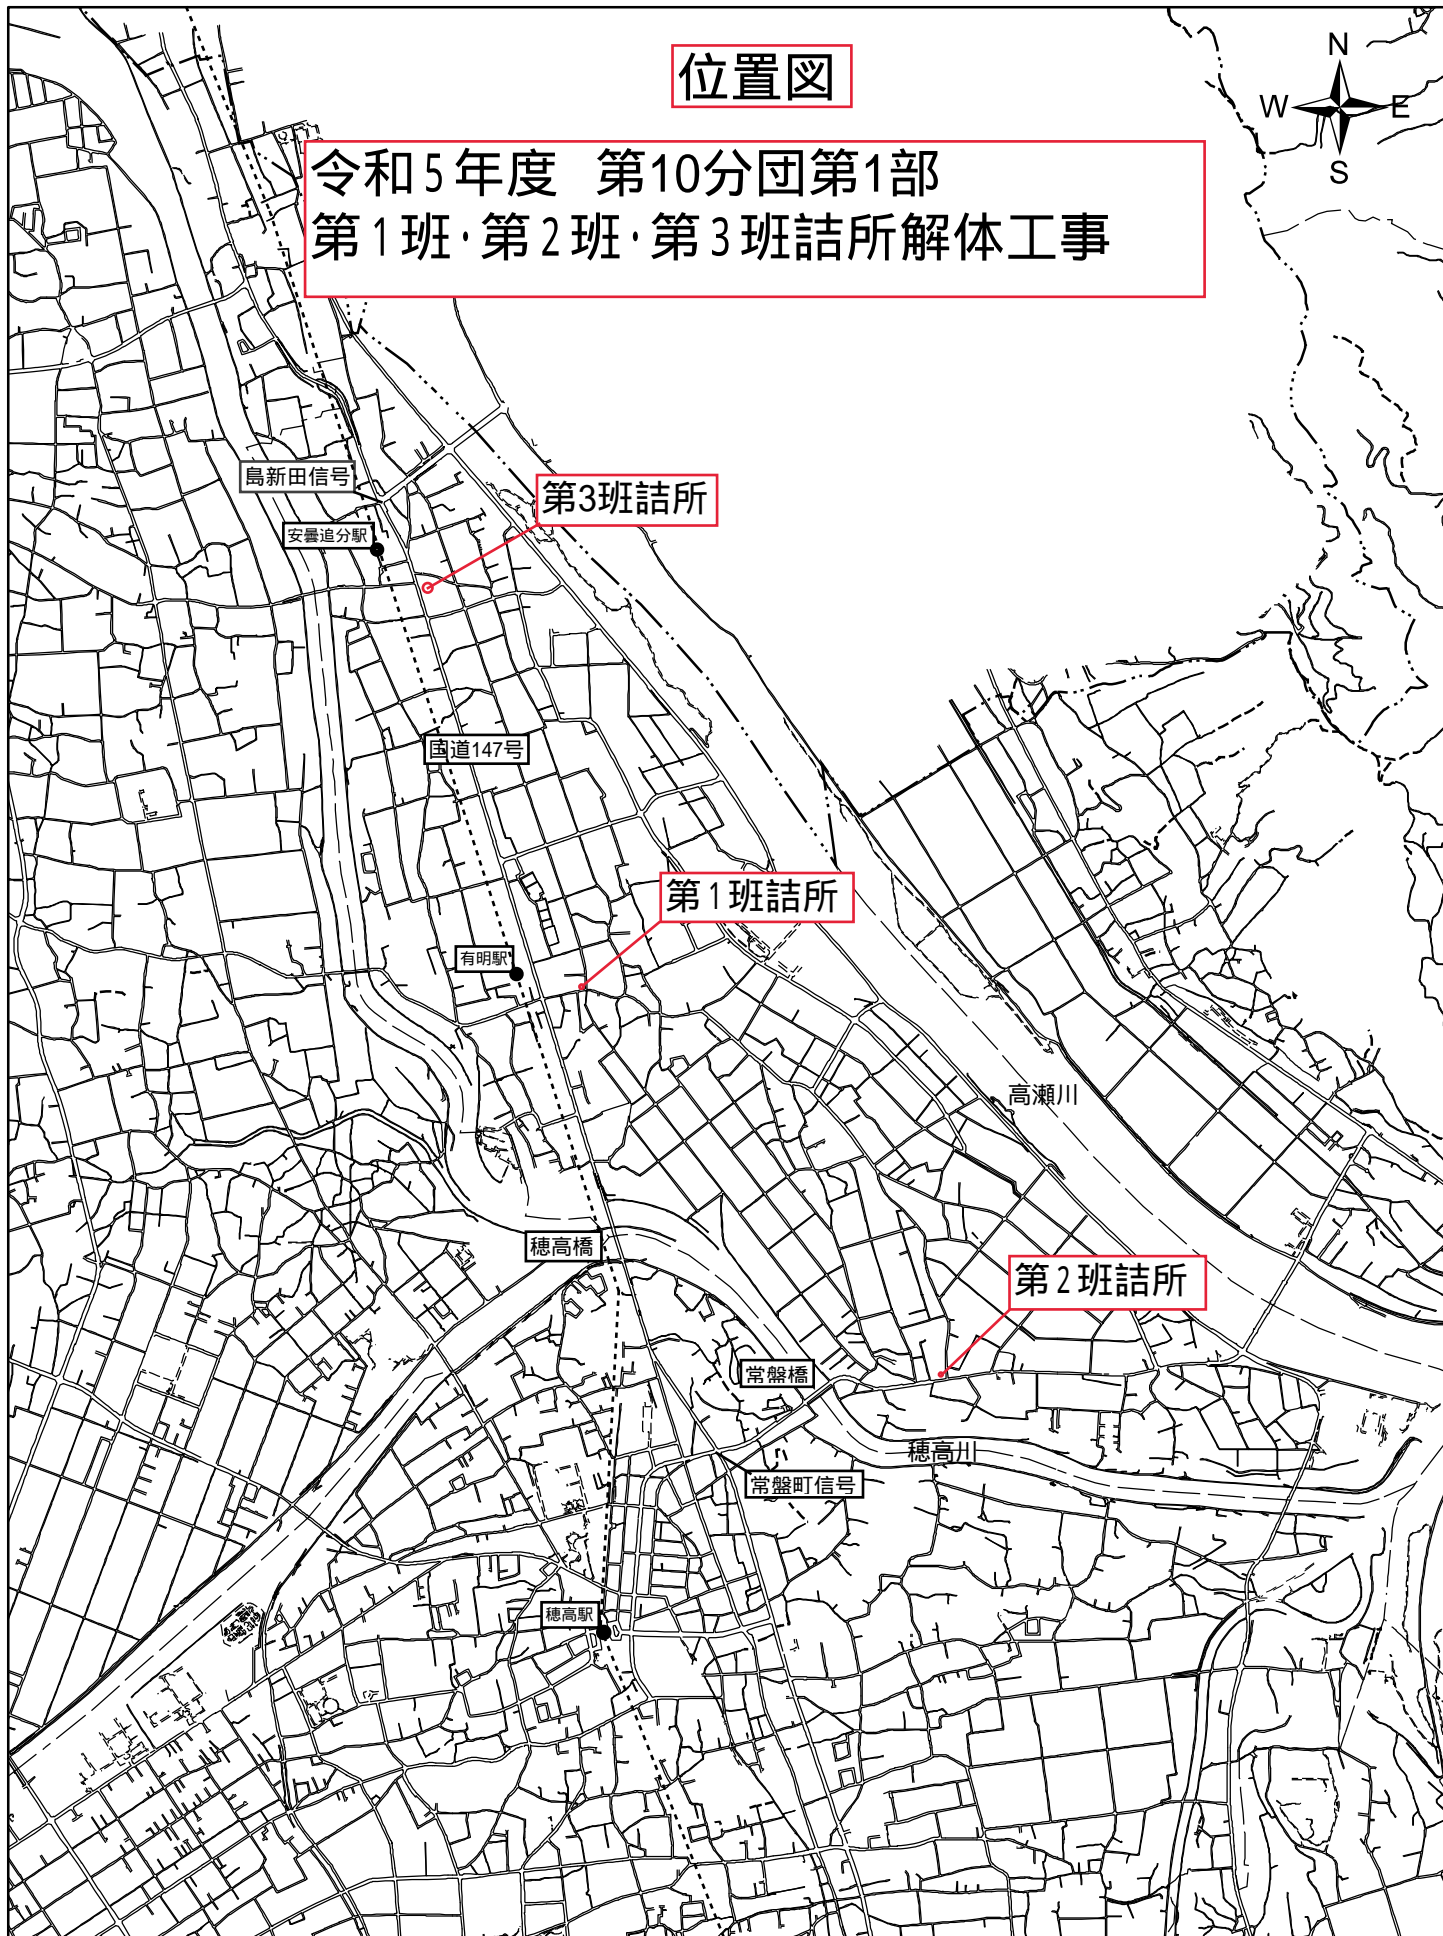 位置図
N
W E
S
令和5年度 第10分団第1部
第1班・第2班・第3班詰所解体工事
島新田信号
第3班詰所
安曇追分駅
国道147号
第1班詰所
有明駅
高瀬川
穂高橋
第2班詰所
常盤橋
穂高川
常盤町信号
穂高駅